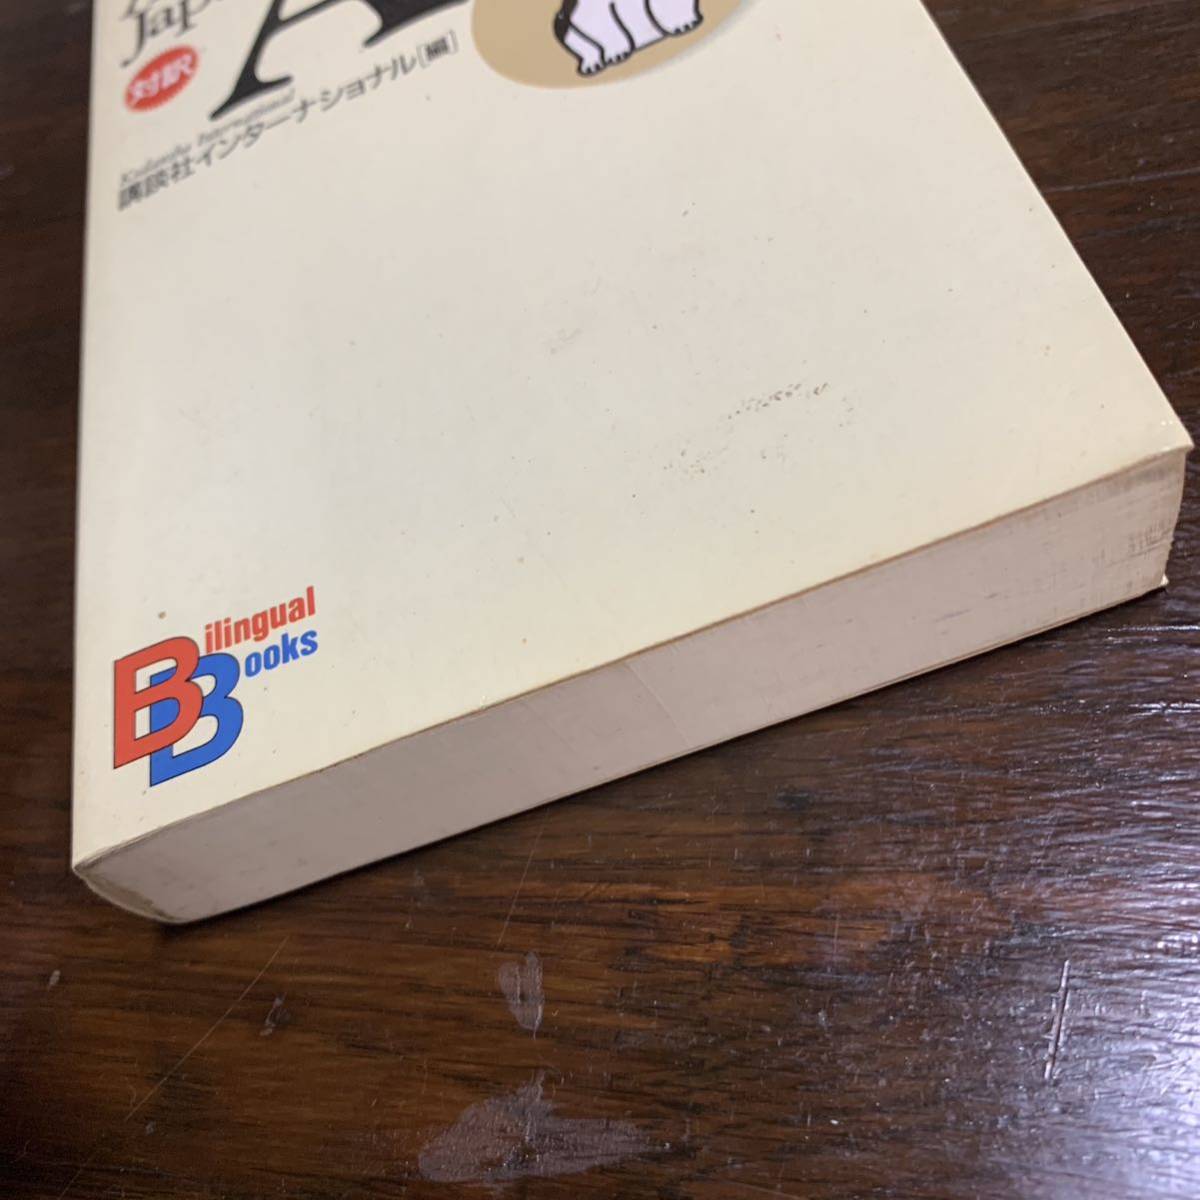 Jap
A
対訳
Kodansha International
講談社インターナショナル[編]
Bilingual
Books